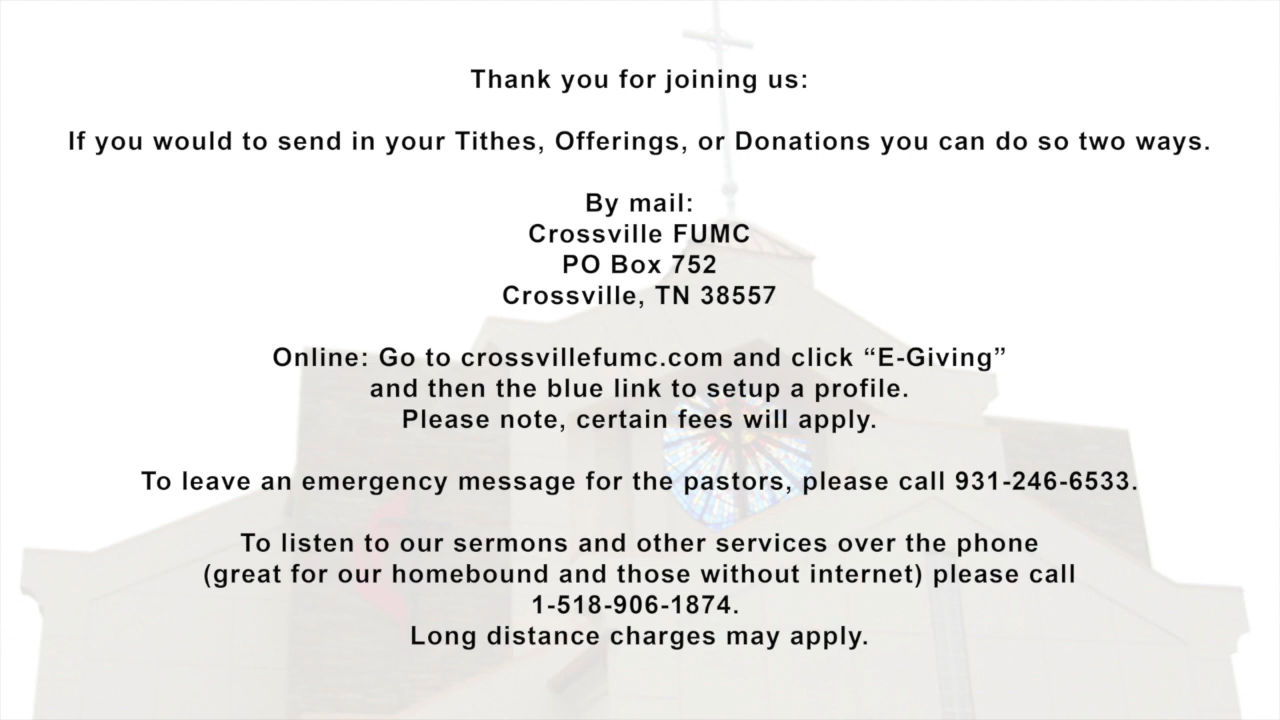 Thank you for joining us:
If you would to send in your Tithes, Offerings, or Donations you can do so two ways.
By mail:
Crossville FUMC
PO Box 752
Crossville, TN 38557
Online: Go to crossvillefumc.com and click “E-Giving”
and then the blue link to setup a profile.
Please note, certain fees will apply.
To leave an emergency message for the pastors, please call 931-246-6533.
To listen to our sermons and other services over the phone
(great for our homebound and those without internet) please call
1-518-906-1874.
Long distance charges may apply.